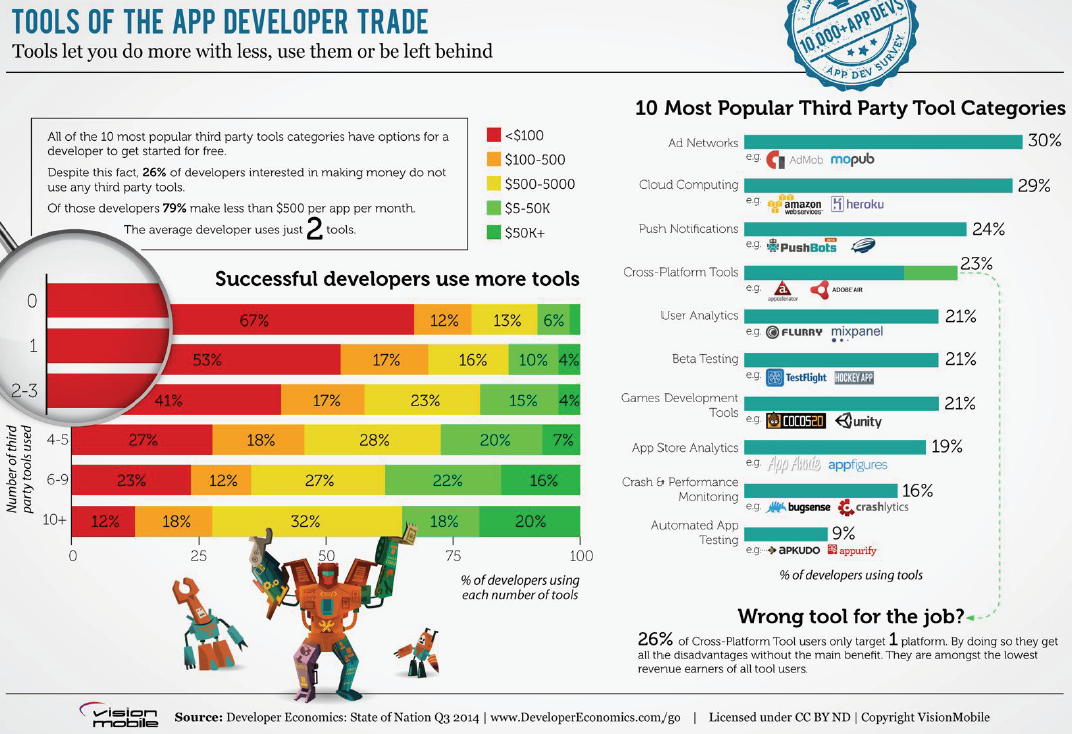 TOOLS OF THE APP DEVELOPER TRADE
Tools let you do more with less, use them or be left behind
10,000+ APP DEVS
APP DEV SURVEY
All of the 10 most popular third party tools categories have options for a
developer to get started for free.
Despite this fact, 26% of developers interested in making money do not
use any third party tools.
Of those developers 79% make less than $500 per app per month.
The average developer uses just 2 tools.
<$100
$100-500
$500-5000
$5-50K
$50K+
Successful developers use more tools
0
67% 12% 13% 6%
1
53% 17% 16% 10% 4%
2-3
41% 17% 23% 15% 4%
4-5
27% 18% 28% 20% 7%
6-9
23% 12% 27% 22% 16%
10+
12% 18% 32% 18% 20%
0 25 50 75 100
Number of third
party tools used
% of developers using
each number of tools
10 Most Popular Third Party Tool Categories
Ad Networks 30%
e.g. AdMob mopub
Cloud Computing 29%
e.g. amazon webservices heroku
Push Notifications 24%
e.g. PushBots
Cross-Platform Tools 23%
e.g. a appcelerator ADOBE AIR
User Analytics 21%
e.g. FLURRY mixpanel
Beta Testing 21%
e.g. TestFlight HOCKEYAPP
Games Development
Tools 21%
e.g. COCOS2D unity
App Store Analytics 19%
e.g. App Annie appfigures
Crash & Performance
Monitoring 16%
e.g. bugsense crashlytics
Automated App
Testing 9%
e.g. APKUDO appurify
% of developers using tools
Wrong tool for the job?
26% of Cross-Platform Tool users only target 1 platform. By doing so they get
all the disadvantages without the main benefit. They are amongst the lowest
revenue earners of all tool users.
vision
mobile
Source: Developer Economics: State of Nation Q3 2014 | www.DeveloperEconomics.com/go | Licensed under CC BY ND | Copyright VisionMobile